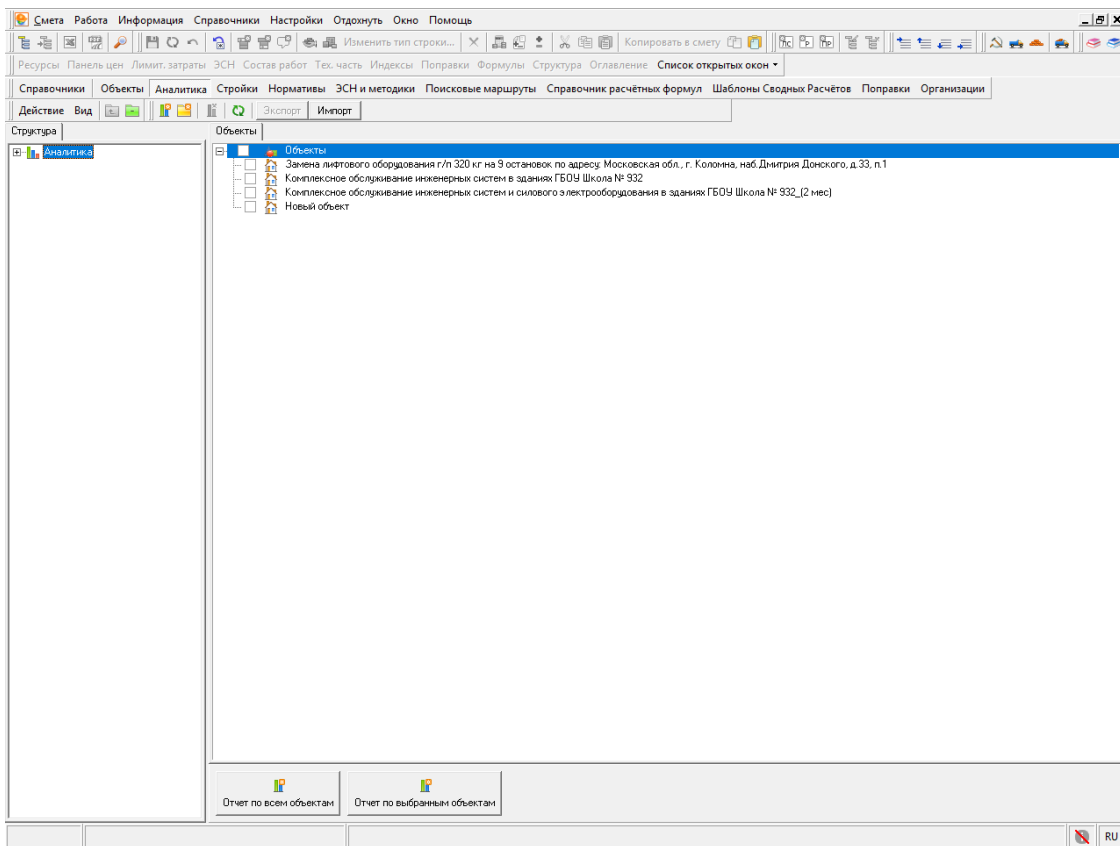 Смета Работа Информация Справочники Настройки Отдохнуть Окно Помощь
Изменить тип строки... Копировать в смету
Ресурсы Панель цен Лимит. затраты ЭСН Состав работ Тех. часть Индексы Поправки Формулы Структура Оглавление Список открытых окон
Справочники Объекты Аналитика Стройки Нормативы ЭСН и методики Поисковые маршруты Справочник расчётных формул Шаблоны Сводных Расчётов Поправки Организации
Действие Вид Экспорт Импорт
Структура Объекты
Аналитика Объекты
Замена лифтового оборудования г/п 320 кг на 9 остановок по адресу: Московская обл., г. Коломна, наб.Дмитрия Донского, д.33, п.1
Комплексное обслуживание инженерных систем в зданиях ГБОУ Школа № 932
Комплексное обслуживание инженерных систем и силового электрооборудования в зданиях ГБОУ Школа № 932_(2 мес)
Новый объект
Отчет по всем объектам Отчет по выбранным объектам
RU